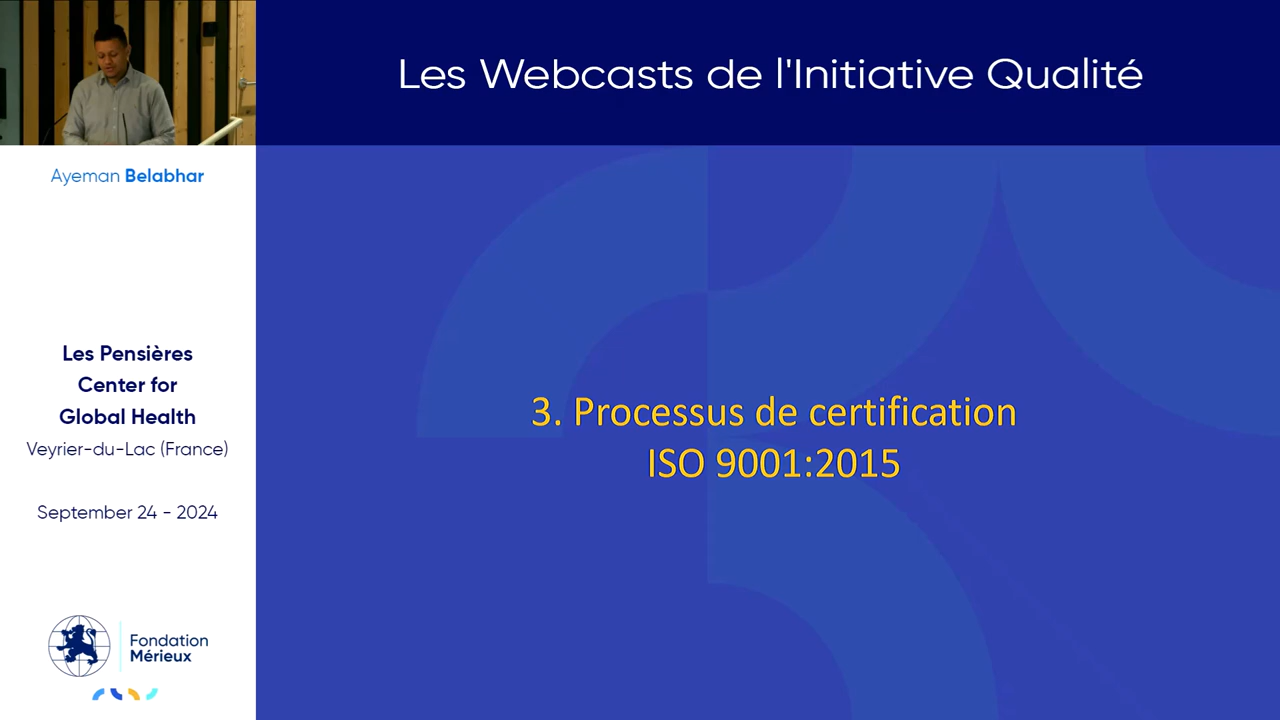 Les Webcasts de l'Initiative Qualité
Ayeman Belabhar
Les Pensières
Center for
Global Health
Veyrier-du-Lac (France)
September 24 - 2024
Fondation
Mérieux
3. Processus de certification
ISO 9001:2015